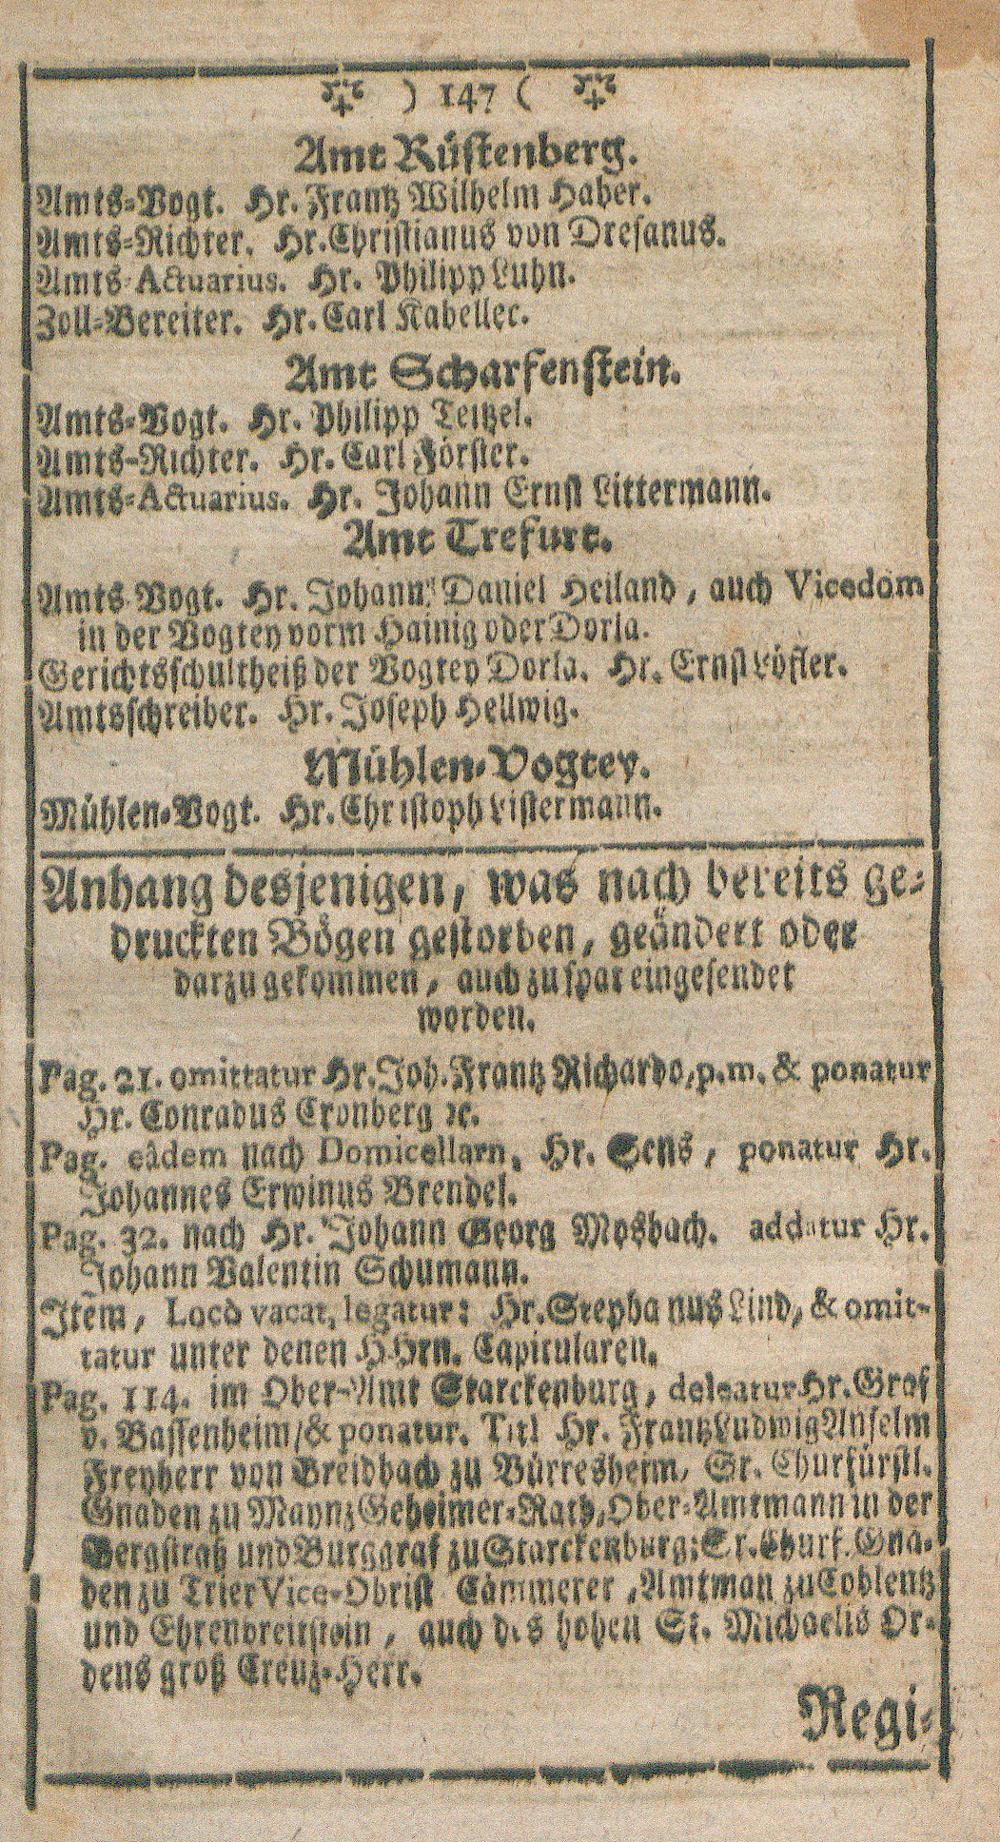 ) 147 (
Amt Rüstenberg.
Amts-Vogt. Hr. Frantz Wilhelm Haber.
Amts-Richter. Hr. Christianus von Dresanus.
Amts-Actuarius. Hr. Philipp Luhn.
Zoll-Bereiter. Hr. Carl Kabeller.
Amt Scharfenstein.
Amts-Vogt. Hr. Philipp Teitzel.
Amts-Richter. Hr. Carl Förster.
Amts-Actuarius. Hr. Johann Ernst Littermann.
Amt Trefurt.
Amts-Vogt. Hr. Johann Daniel Heiland, auch Vicedom
in der Vogtey vorm Hainig oder Dorla.
Gerichtsschultheiß der Vogtey Dorla. Hr. Ernst Löfler.
Amtsschreiber. Hr. Joseph Hellwig.
Mühlen-Vogtey.
Mühlen-Vogt. Hr. Christoph Listermann.
Anhang desjenigen, was nach bereits ge-
druckten Bögen gestorben, geändert oder
darzu gekommen, auch zu spat eingesendet
worden.
Pag. 21. omittatur Hr. Joh. Frantz Richardo, p. m. & ponatur
Hr. Conradus Cronberg ꝛc.
Pag. eâdem nach Domicellarn, Hr. Sens, ponatur Hr.
Johannes Erwinus Brendel.
Pag. 32. nach Hr. Johann Georg Mosbach. addatur Hr.
Johann Valentin Schumann.
Item, Locô vacat, legatur: Hr. Stephanus Lind, & omit-
tatur unter denen HHrn. Capitularen.
Pag. 114. im Ober-Amt Starckenburg, deleatur Hr. Graf
v. Bassenheim/ & ponatur. Titl Hr. Frantz Ludwig Anselm
Freyherr von Breidbach zu Bürresheim, Sr. Churfürstl.
Gnaden zu Maynz Geheimer-Rath, Ober-Amtmann in der
Bergstraß und Burggraf zu Starckenburg; Sr. Churf. Gna-
den zu Trier Vice-Obrist Cämmerer, Amtman zu Coblentz
und Ehrenbreitstein, auch des hohen St. Michaelis Or-
dens groß Creuz-Herr.
Regi-